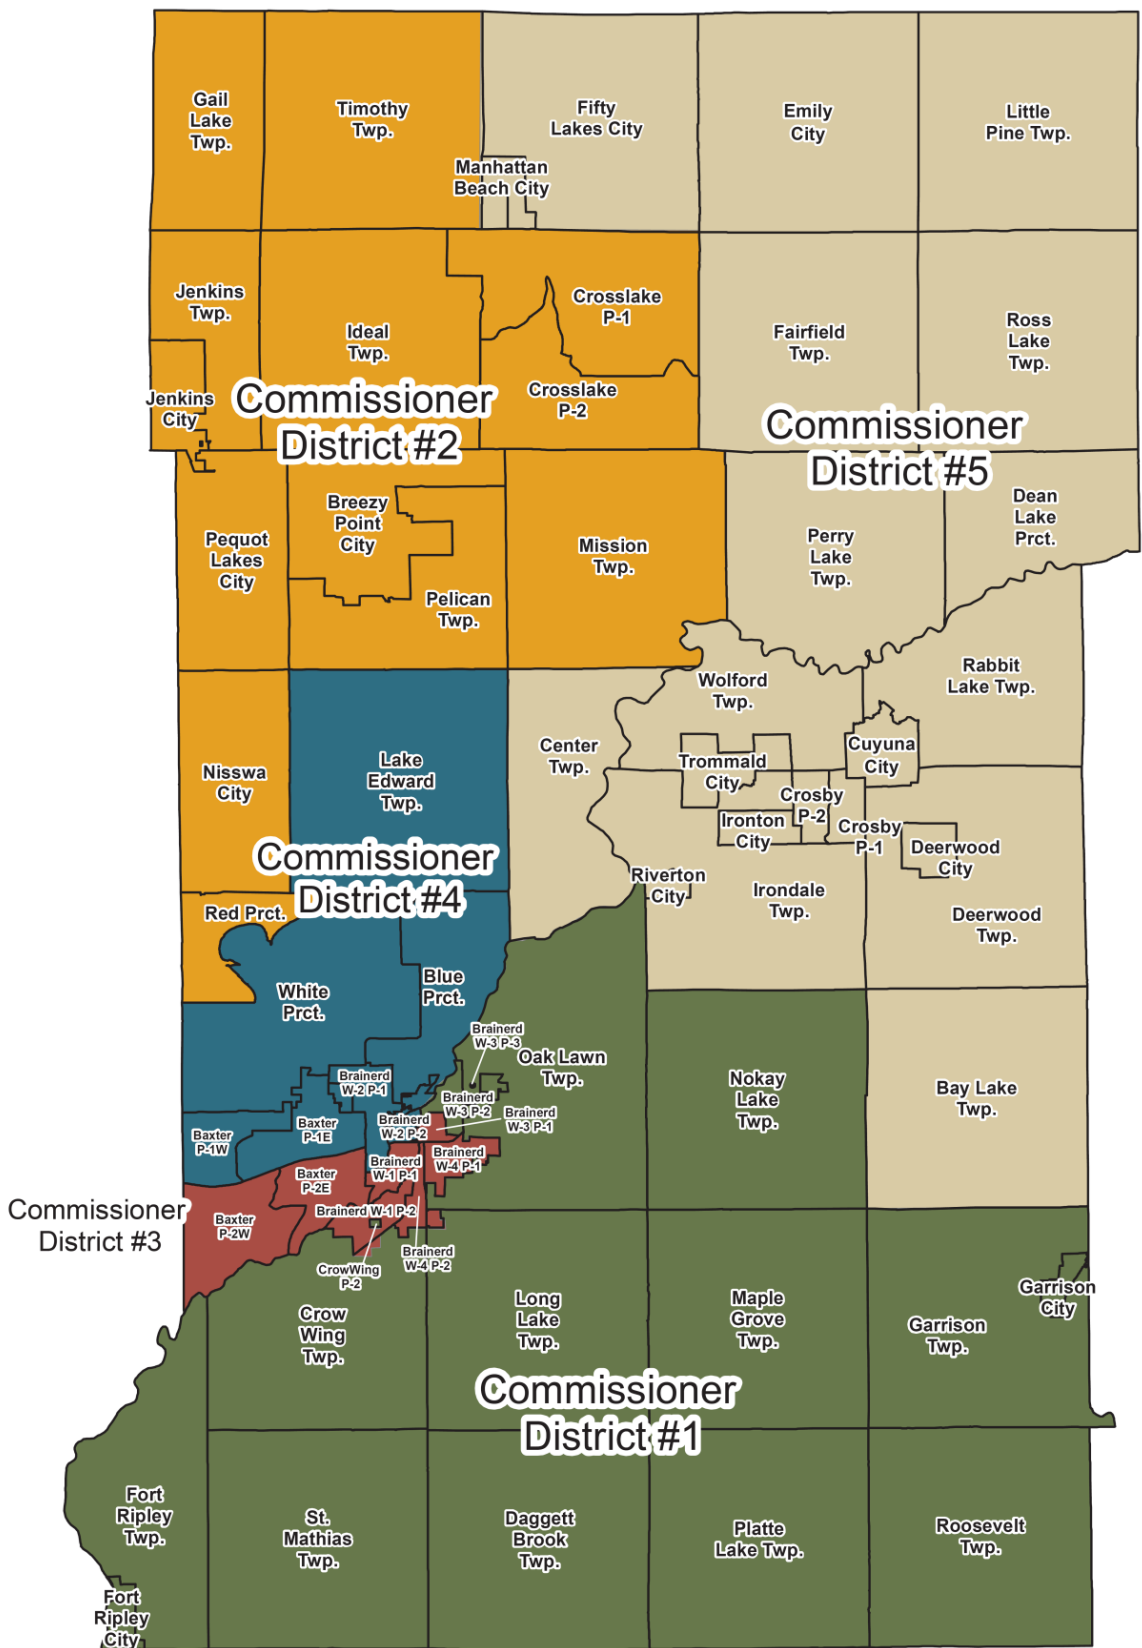 Gail
Lake
Twp.
Timothy
Twp.
Fifty
Lakes City
Emily
City
Little
Pine Twp.
Manhattan
Beach City
Jenkins
Twp.
Ideal
Twp.
Crosslake
P-1
Fairfield
Twp.
Ross
Lake
Twp.
Jenkins
City
Crosslake
P-2
Commissioner
District #2
Commissioner
District #5
Pequot
Lakes
City
Breezy
Point
City
Pelican
Twp.
Mission
Twp.
Perry
Lake
Twp.
Dean
Lake
Prct.
Wolford
Twp.
Rabbit
Lake Twp.
Nisswa
City
Lake
Edward
Twp.
Center
Twp.
Trommald
City
Cuyuna
City
Crosby
P-2
Ironton
City
Crosby
P-1
Deerwood
City
Commissioner
District #4
Riverton
City
Irondale
Twp.
Deerwood
Twp.
Red Prct.
White
Prct.
Blue
Prct.
Brainerd
W-3 P-3
Oak Lawn
Twp.
Nokay
Lake
Twp.
Bay Lake
Twp.
Brainerd
W-2 P-1
Brainerd
W-3 P-2
Brainerd
W-3 P-1
Baxter
P-1W
Baxter
P-1E
Brainerd
W-2 P-2
Brainerd
W-1 P-1
Brainerd
W-4 P-1
Baxter
P-2E
Commissioner
District #3
Baxter
P-2W
Brainerd W-1 P-2
CrowWing
P-2
Brainerd
W-4 P-2
Crow
Wing
Twp.
Long
Lake
Twp.
Maple
Grove
Twp.
Garrison
Twp.
Garrison
City
Commissioner
District #1
Fort
Ripley
Twp.
St.
Mathias
Twp.
Daggett
Brook
Twp.
Platte
Lake Twp.
Roosevelt
Twp.
Fort
Ripley
City